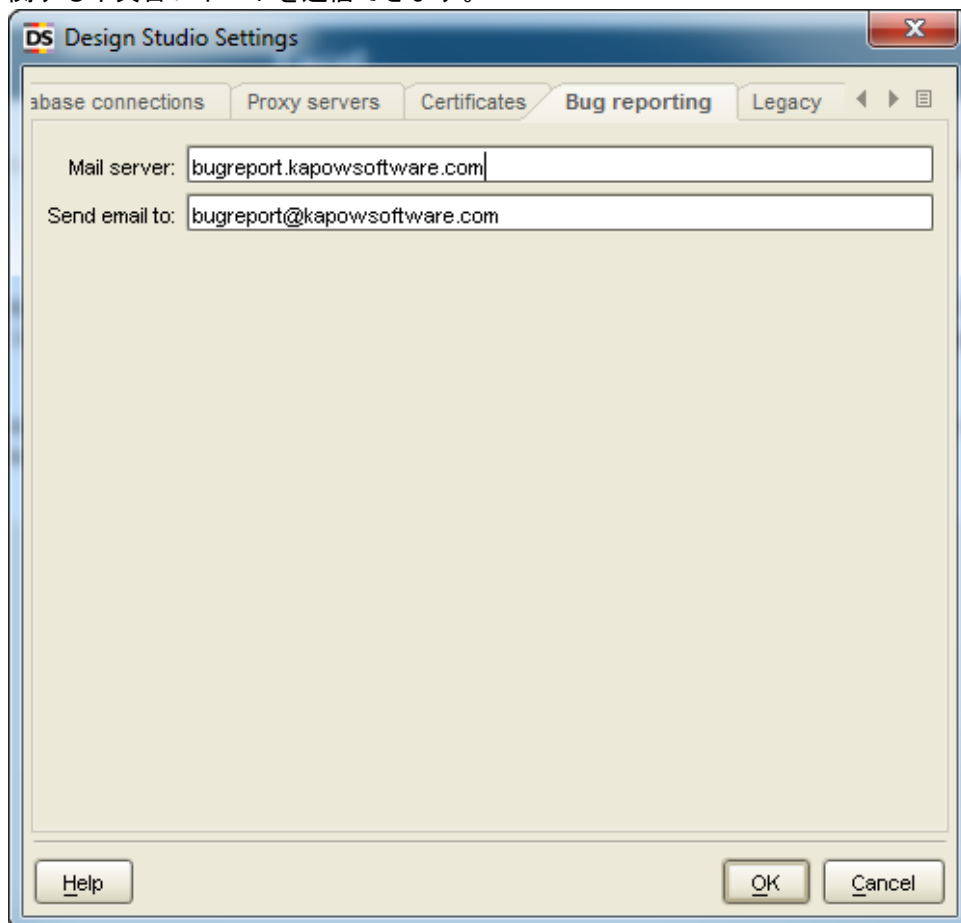 DS Design Studio Settings
abase connections Proxy servers Certificates Bug reporting Legacy
Mail server: bugreport.kapowsoftware.com
Send email to: bugreport@kapowsoftware.com
Help OK Cancel